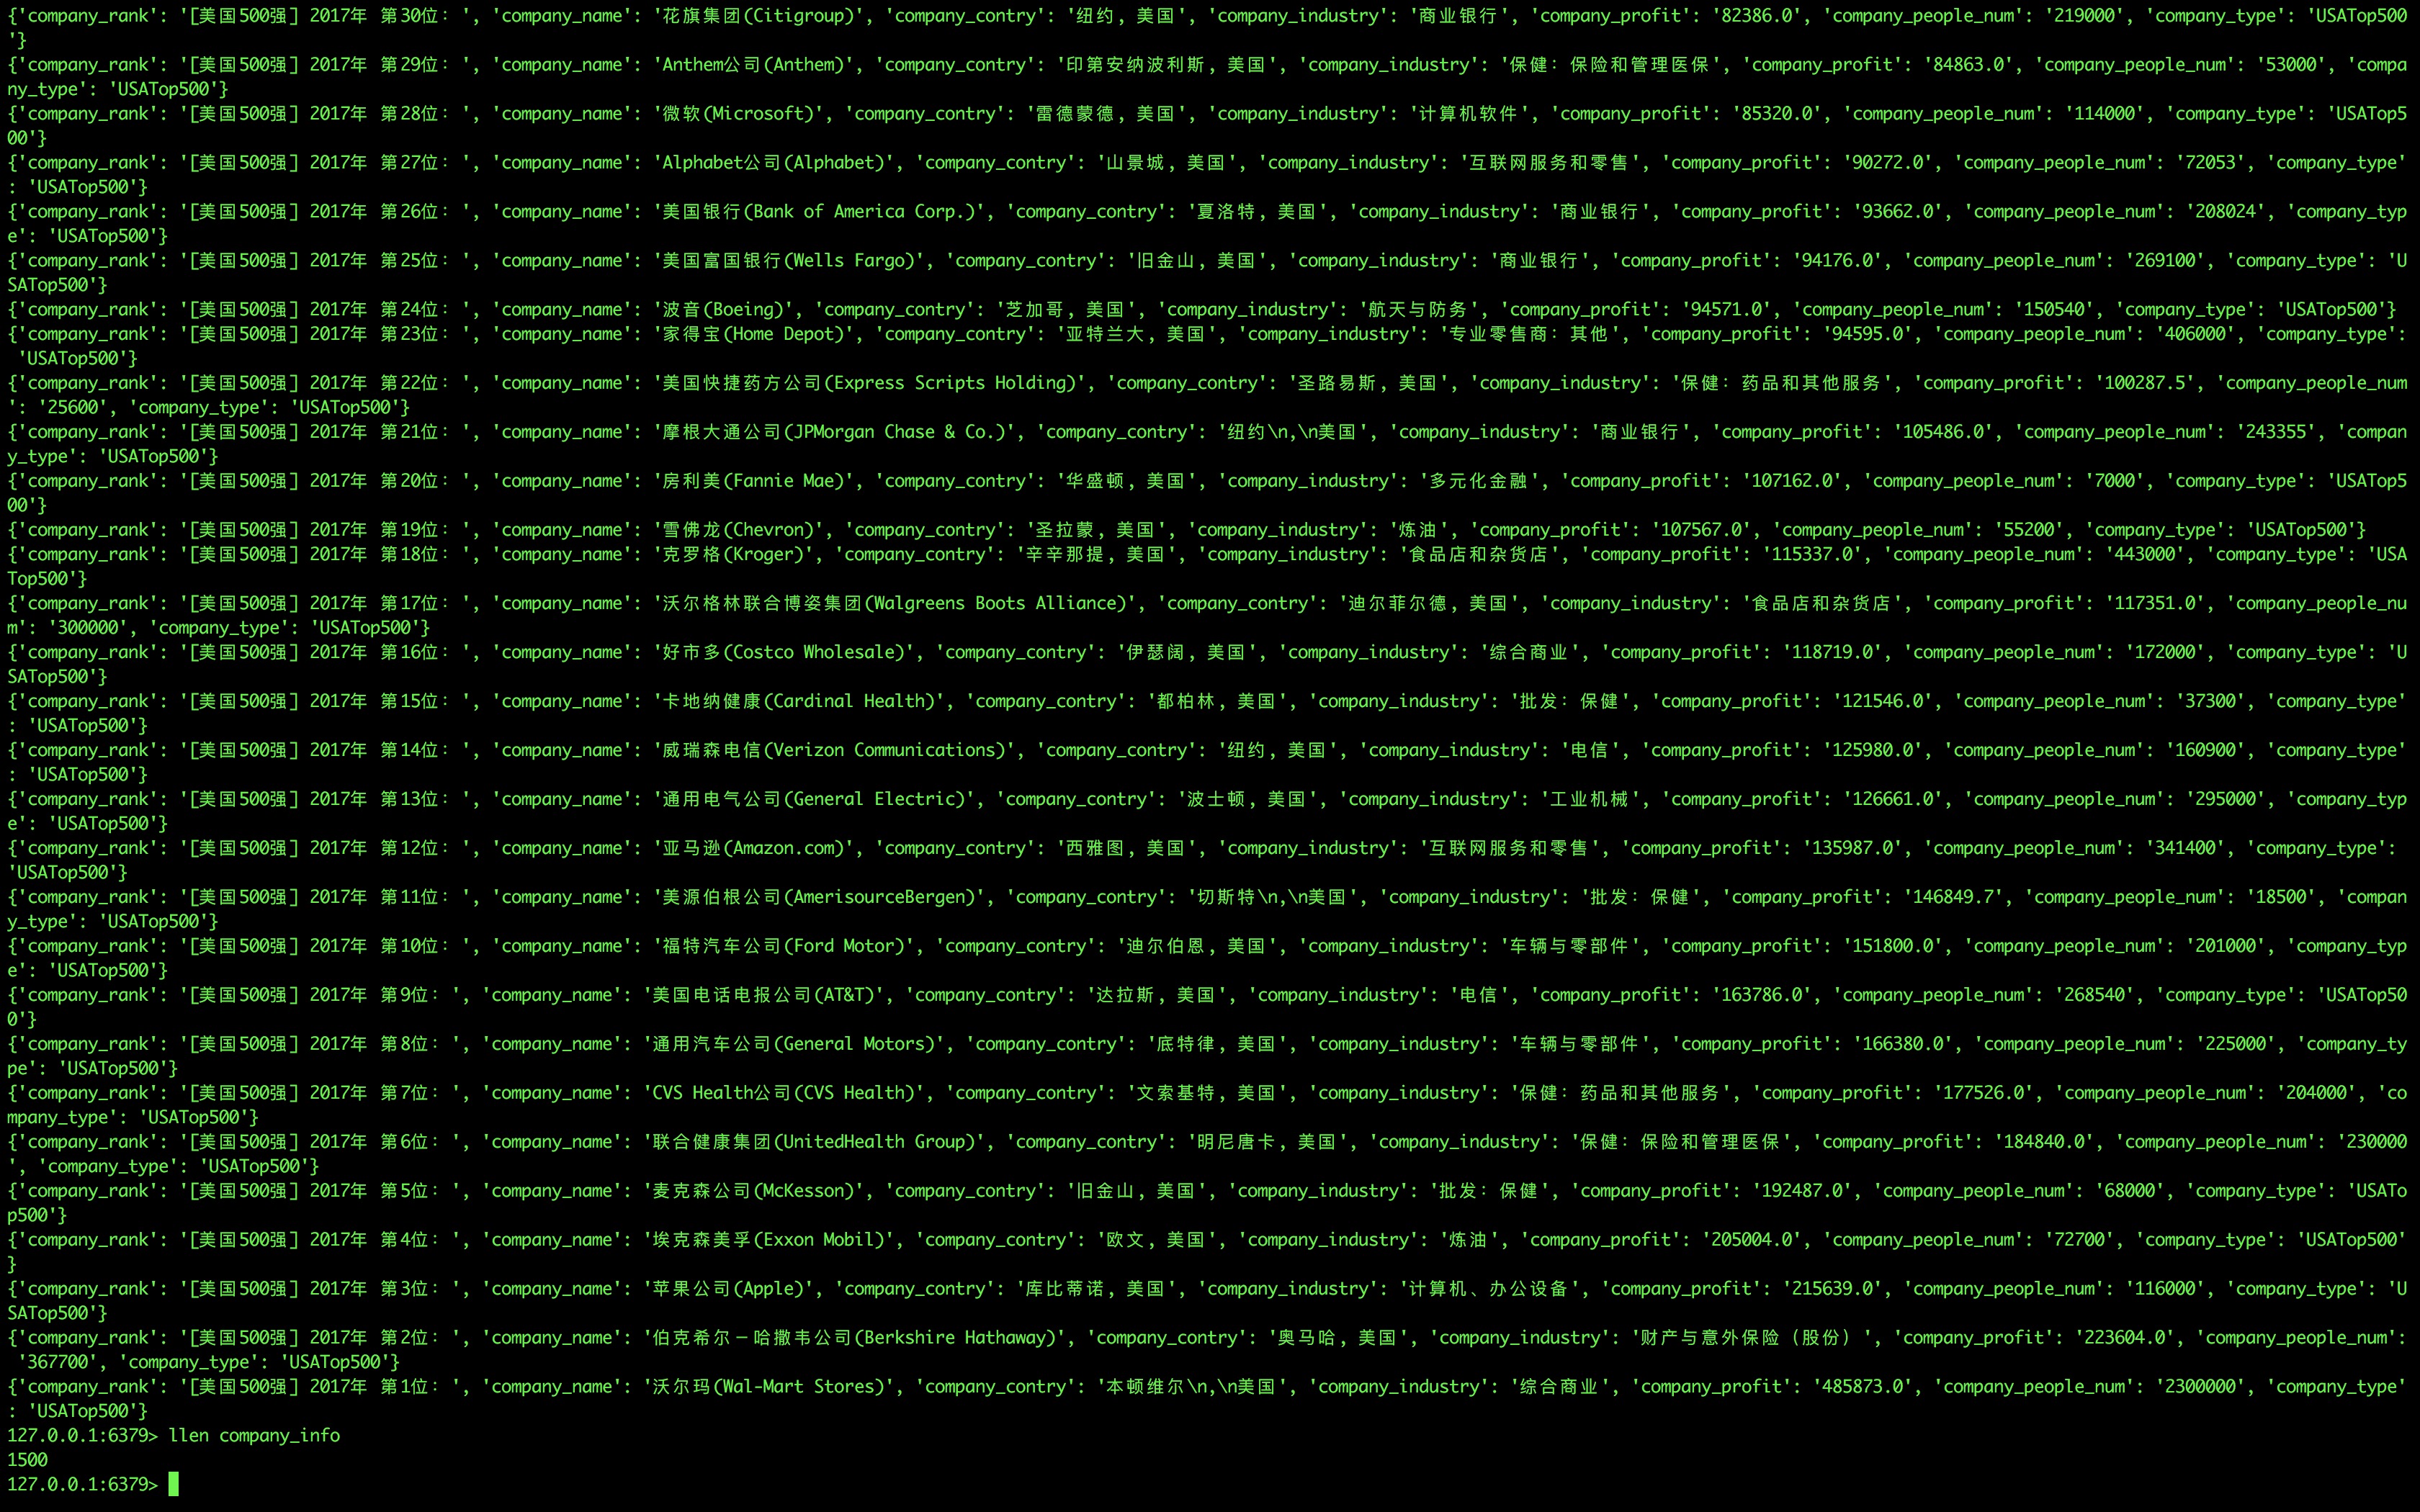 {'company_rank': '[美国500强] 2017年 第30位: ', 'company_name': '花旗集团(Citigroup)', 'company_contry': '纽约, 美国', 'company_industry': '商业银行', 'company_profit': '82386.0', 'company_people_num': '219000', 'company_type': 'USATop500
'}
{'company_rank': '[美国500强] 2017年 第29位: ', 'company_name': 'Anthem公司(Anthem)', 'company_contry': '印第安纳波利斯, 美国', 'company_industry': '保健: 保险和管理医保', 'company_profit': '84863.0', 'company_people_num': '53000', 'compa
ny_type': 'USATop500'}
{'company_rank': '[美国500强] 2017年 第28位: ', 'company_name': '微软(Microsoft)', 'company_contry': '雷德蒙德, 美国', 'company_industry': '计算机软件', 'company_profit': '85320.0', 'company_people_num': '114000', 'company_type': 'USATop5
00'}
{'company_rank': '[美国500强] 2017年 第27位: ', 'company_name': 'Alphabet公司(Alphabet)', 'company_contry': '山景城, 美国', 'company_industry': '互联网服务和零售', 'company_profit': '90272.0', 'company_people_num': '72053', 'company_type'
: 'USATop500'}
{'company_rank': '[美国500强] 2017年 第26位: ', 'company_name': '美国银行(Bank of America Corp.)', 'company_contry': '夏洛特, 美国', 'company_industry': '商业银行', 'company_profit': '93662.0', 'company_people_num': '208024', 'company_typ
e': 'USATop500'}
{'company_rank': '[美国500强] 2017年 第25位: ', 'company_name': '美国富国银行(Wells Fargo)', 'company_contry': '旧金山, 美国', 'company_industry': '商业银行', 'company_profit': '94176.0', 'company_people_num': '269100', 'company_type': 'U
SATop500'}
{'company_rank': '[美国500强] 2017年 第24位: ', 'company_name': '波音(Boeing)', 'company_contry': '芝加哥, 美国', 'company_industry': '航天与防务', 'company_profit': '94571.0', 'company_people_num': '150540', 'company_type': 'USATop500'}
{'company_rank': '[美国500强] 2017年 第23位: ', 'company_name': '家得宝(Home Depot)', 'company_contry': '亚特兰大, 美国', 'company_industry': '专业零售商: 其他', 'company_profit': '94595.0', 'company_people_num': '406000', 'company_type':
 'USATop500'}
{'company_rank': '[美国500强] 2017年 第22位: ', 'company_name': '美国快捷药方公司(Express Scripts Holding)', 'company_contry': '圣路易斯, 美国', 'company_industry': '保健: 药品和其他服务', 'company_profit': '100287.5', 'company_people_num
': '25600', 'company_type': 'USATop500'}
{'company_rank': '[美国500强] 2017年 第21位: ', 'company_name': '摩根大通公司(JPMorgan Chase & Co.)', 'company_contry': '纽约\n,\n美国', 'company_industry': '商业银行', 'company_profit': '105486.0', 'company_people_num': '243355', 'compan
y_type': 'USATop500'}
{'company_rank': '[美国500强] 2017年 第20位: ', 'company_name': '房利美(Fannie Mae)', 'company_contry': '华盛顿, 美国', 'company_industry': '多元化金融', 'company_profit': '107162.0', 'company_people_num': '7000', 'company_type': 'USATop5
00'}
{'company_rank': '[美国500强] 2017年 第19位: ', 'company_name': '雪佛龙(Chevron)', 'company_contry': '圣拉蒙, 美国', 'company_industry': '炼油', 'company_profit': '107567.0', 'company_people_num': '55200', 'company_type': 'USATop500'}
{'company_rank': '[美国500强] 2017年 第18位: ', 'company_name': '克罗格(Kroger)', 'company_contry': '辛辛那提, 美国', 'company_industry': '食品店和杂货店', 'company_profit': '115337.0', 'company_people_num': '443000', 'company_type': 'USA
Top500'}
{'company_rank': '[美国500强] 2017年 第17位: ', 'company_name': '沃尔格林联合博姿集团(Walgreens Boots Alliance)', 'company_contry': '迪尔菲尔德, 美国', 'company_industry': '食品店和杂货店', 'company_profit': '117351.0', 'company_people_nu
m': '300000', 'company_type': 'USATop500'}
{'company_rank': '[美国500强] 2017年 第16位: ', 'company_name': '好市多(Costco Wholesale)', 'company_contry': '伊瑟阔, 美国', 'company_industry': '综合商业', 'company_profit': '118719.0', 'company_people_num': '172000', 'company_type': 'U
SATop500'}
{'company_rank': '[美国500强] 2017年 第15位: ', 'company_name': '卡地纳健康(Cardinal Health)', 'company_contry': '都柏林, 美国', 'company_industry': '批发: 保健', 'company_profit': '121546.0', 'company_people_num': '37300', 'company_type'
: 'USATop500'}
{'company_rank': '[美国500强] 2017年 第14位: ', 'company_name': '威瑞森电信(Verizon Communications)', 'company_contry': '纽约, 美国', 'company_industry': '电信', 'company_profit': '125980.0', 'company_people_num': '160900', 'company_type'
: 'USATop500'}
{'company_rank': '[美国500强] 2017年 第13位: ', 'company_name': '通用电气公司(General Electric)', 'company_contry': '波士顿, 美国', 'company_industry': '工业机械', 'company_profit': '126661.0', 'company_people_num': '295000', 'company_typ
e': 'USATop500'}
{'company_rank': '[美国500强] 2017年 第12位: ', 'company_name': '亚马逊(Amazon.com)', 'company_contry': '西雅图, 美国', 'company_industry': '互联网服务和零售', 'company_profit': '135987.0', 'company_people_num': '341400', 'company_type':
'USATop500'}
{'company_rank': '[美国500强] 2017年 第11位: ', 'company_name': '美源伯根公司(AmerisourceBergen)', 'company_contry': '切斯特\n,\n美国', 'company_industry': '批发: 保健', 'company_profit': '146849.7', 'company_people_num': '18500', 'compan
y_type': 'USATop500'}
{'company_rank': '[美国500强] 2017年 第10位: ', 'company_name': '福特汽车公司(Ford Motor)', 'company_contry': '迪尔伯恩, 美国', 'company_industry': '车辆与零部件', 'company_profit': '151800.0', 'company_people_num': '201000', 'company_typ
e': 'USATop500'}
{'company_rank': '[美国500强] 2017年 第9位: ', 'company_name': '美国电话电报公司(AT&T)', 'company_contry': '达拉斯, 美国', 'company_industry': '电信', 'company_profit': '163786.0', 'company_people_num': '268540', 'company_type': 'USATop50
0'}
{'company_rank': '[美国500强] 2017年 第8位: ', 'company_name': '通用汽车公司(General Motors)', 'company_contry': '底特律, 美国', 'company_industry': '车辆与零部件', 'company_profit': '166380.0', 'company_people_num': '225000', 'company_ty
pe': 'USATop500'}
{'company_rank': '[美国500强] 2017年 第7位: ', 'company_name': 'CVS Health公司(CVS Health)', 'company_contry': '文索基特, 美国', 'company_industry': '保健: 药品和其他服务', 'company_profit': '177526.0', 'company_people_num': '204000', 'co
mpany_type': 'USATop500'}
{'company_rank': '[美国500强] 2017年 第6位: ', 'company_name': '联合健康集团(UnitedHealth Group)', 'company_contry': '明尼唐卡, 美国', 'company_industry': '保健: 保险和管理医保', 'company_profit': '184840.0', 'company_people_num': '230000
', 'company_type': 'USATop500'}
{'company_rank': '[美国500强] 2017年 第5位: ', 'company_name': '麦克森公司(McKesson)', 'company_contry': '旧金山, 美国', 'company_industry': '批发: 保健', 'company_profit': '192487.0', 'company_people_num': '68000', 'company_type': 'USATo
p500'}
{'company_rank': '[美国500强] 2017年 第4位: ', 'company_name': '埃克森美孚(Exxon Mobil)', 'company_contry': '欧文, 美国', 'company_industry': '炼油', 'company_profit': '205004.0', 'company_people_num': '72700', 'company_type': 'USATop500'
}
{'company_rank': '[美国500强] 2017年 第3位: ', 'company_name': '苹果公司(Apple)', 'company_contry': '库比蒂诺, 美国', 'company_industry': '计算机、办公设备', 'company_profit': '215639.0', 'company_people_num': '116000', 'company_type': 'U
SATop500'}
{'company_rank': '[美国500强] 2017年 第2位: ', 'company_name': '伯克希尔－哈撒韦公司(Berkshire Hathaway)', 'company_contry': '奥马哈, 美国', 'company_industry': '财产与意外保险（股份）', 'company_profit': '223604.0', 'company_people_num':
 '367700', 'company_type': 'USATop500'}
{'company_rank': '[美国500强] 2017年 第1位: ', 'company_name': '沃尔玛(Wal-Mart Stores)', 'company_contry': '本顿维尔\n,\n美国', 'company_industry': '综合商业', 'company_profit': '485873.0', 'company_people_num': '2300000', 'company_type'
: 'USATop500'}
127.0.0.1:6379> llen company_info
1500
127.0.0.1:6379>